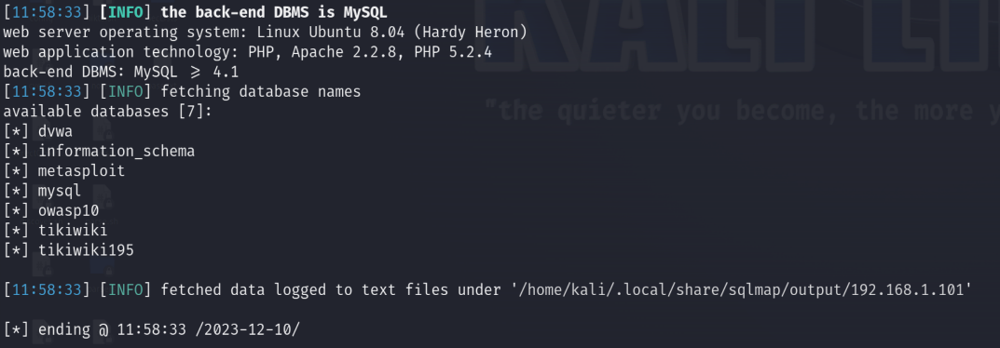 [11:58:33] [INFO] the back-end DBMS is MySQL
web server operating system: Linux Ubuntu 8.04 (Hardy Heron)
web application technology: PHP, Apache 2.2.8, PHP 5.2.4
back-end DBMS: MySQL ≥ 4.1
[11:58:33] [INFO] fetching database names
available databases [7]:
[*] dvwa
[*] information_schema
[*] metasploit
[*] mysql
[*] owasp10
[*] tikiwiki
[*] tikiwiki195
[11:58:33] [INFO] fetched data logged to text files under '/home/kali/.local/share/sqlmap/output/192.168.1.101'
[*] ending @ 11:58:33 /2023-12-10/
KALI LI
"the quieter you become, the more y